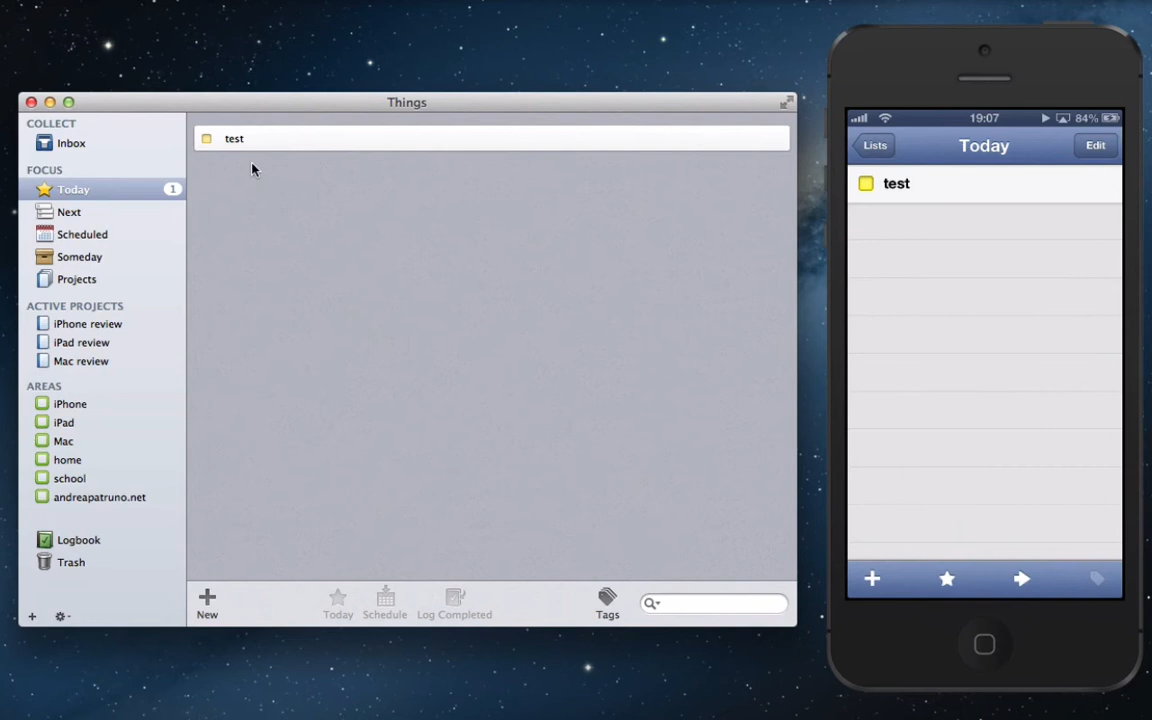 Things
COLLECT
Inbox
FOCUS
Today 1
Next
Scheduled
Someday
Projects
ACTIVE PROJECTS
iPhone review
iPad review
Mac review
AREAS
iPhone
iPad
Mac
home
school
andreapatruno.net
Logbook
Trash
test
New
Today
Schedule
Log Completed
Tags
19:07
84%
Lists
Today
Edit
test